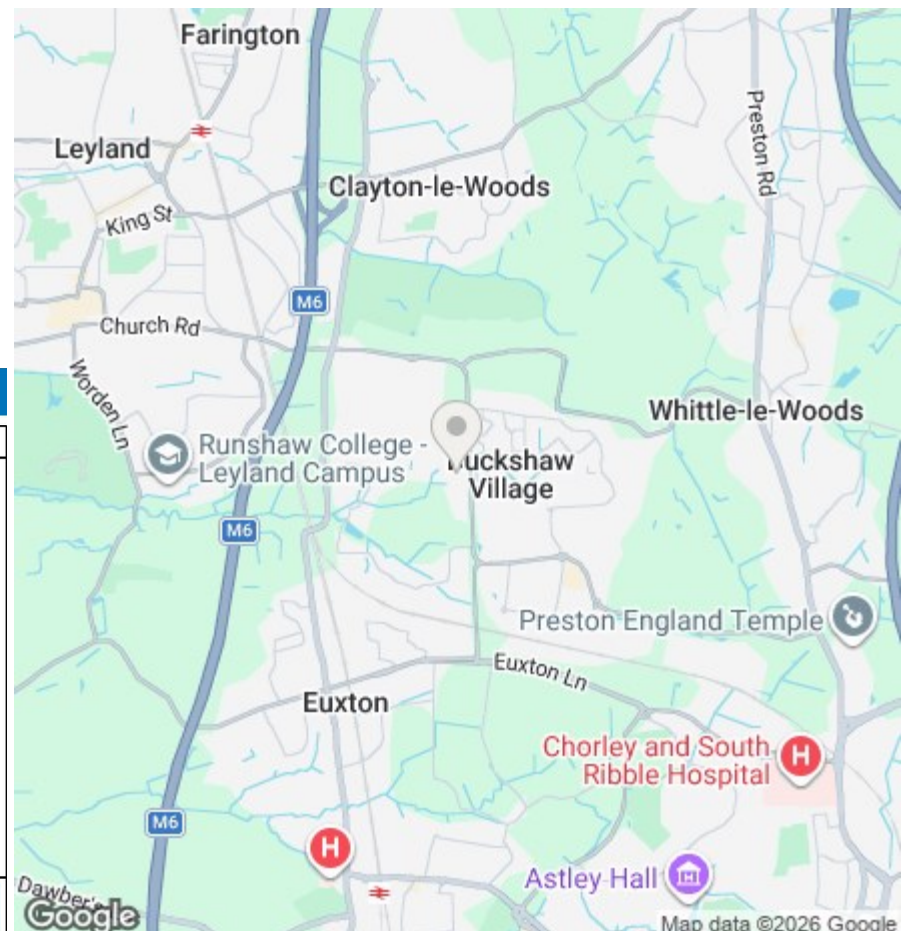 Farington
Leyland
Clayton-le-Woods
Preston Rd
King St
M6
Church Rd
Worden Ln
Whittle-le-Woods
Runshaw College -
Leyland Campus
Buckshaw
Village
M6
Preston England Temple
Euxton Ln
Euxton
Chorley and South
Ribble Hospital
H
M6
H
Astley Hall
Dawber's
Google
Map data ©2026 Google